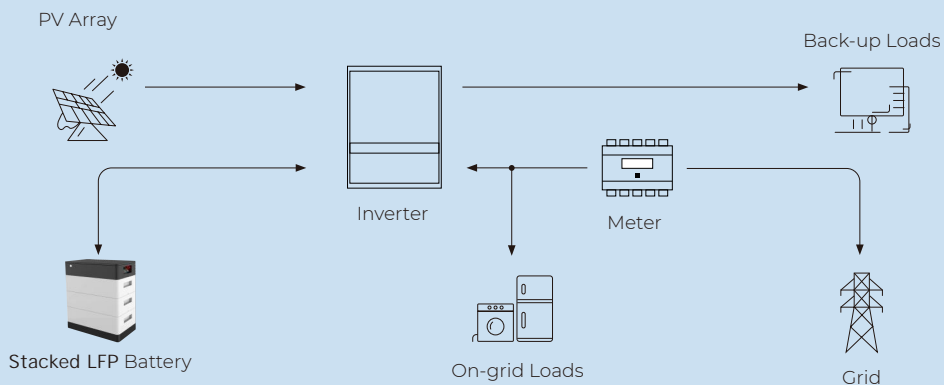 PV Array
Back-up Loads
Inverter
Meter
Stacked LFP Battery
On-grid Loads
Grid